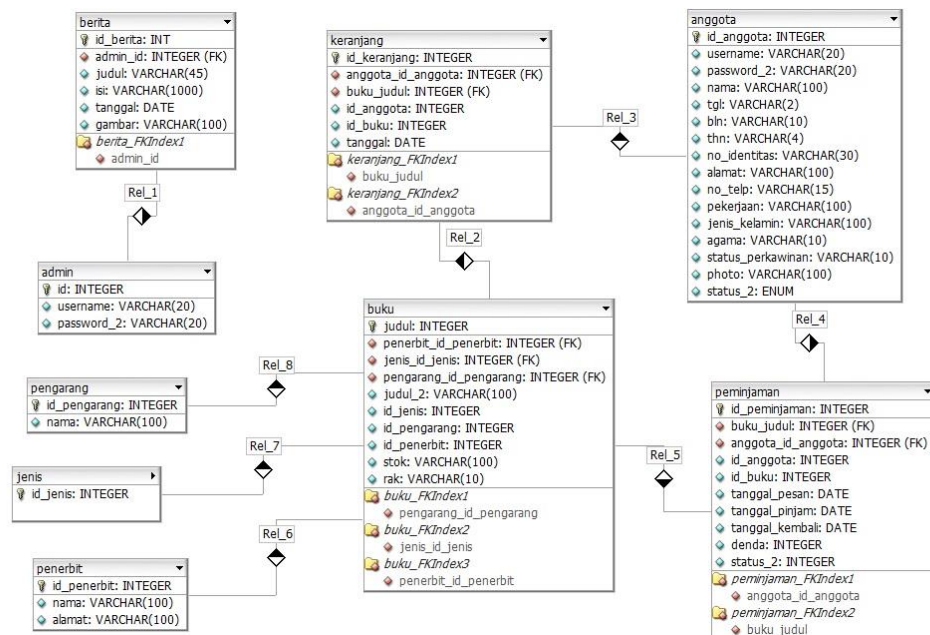 berita
id_berita: INT
admin_id: INTEGER (FK)
judul: VARCHAR(45)
isi: VARCHAR(1000)
tanggal: DATE
gambar: VARCHAR(100)
berita_FKIndex1
admin_id
Rel_1
admin
id: INTEGER
username: VARCHAR(20)
password_2: VARCHAR(20)
keranjang
id_keranjang: INTEGER
anggota_id_anggota: INTEGER (FK)
buku_judul: INTEGER (FK)
id_anggota: INTEGER
id_buku: INTEGER
tanggal: DATE
keranjang_FKIndex1
buku_judul
keranjang_FKIndex2
anggota_id_anggota
Rel_2
Rel_3
anggota
id_anggota: INTEGER
username: VARCHAR(20)
password_2: VARCHAR(20)
nama: VARCHAR(100)
tgl: VARCHAR(2)
bln: VARCHAR(10)
thn: VARCHAR(4)
no_identitas: VARCHAR(30)
alamat: VARCHAR(100)
no_telp: VARCHAR(15)
pekerjaan: VARCHAR(100)
jenis_kelamin: VARCHAR(100)
agama: VARCHAR(10)
status_perkawinan: VARCHAR(10)
photo: VARCHAR(100)
status_2: ENUM
Rel_4
pengarang
id_pengarang: INTEGER
nama: VARCHAR(100)
Rel_8
jenis
id_jenis: INTEGER
Rel_7
penerbit
id_penerbit: INTEGER
nama: VARCHAR(100)
alamat: VARCHAR(100)
Rel_6
buku
judul: INTEGER
penerbit_id_penerbit: INTEGER (FK)
jenis_id_jenis: INTEGER (FK)
pengarang_id_pengarang: INTEGER (FK)
judul_2: VARCHAR(100)
id_jenis: INTEGER
id_pengarang: INTEGER
id_penerbit: INTEGER
stok: VARCHAR(100)
rak: VARCHAR(10)
buku_FKIndex1
pengarang_id_pengarang
buku_FKIndex2
jenis_id_jenis
buku_FKIndex3
penerbit_id_penerbit
Rel_5
peminjaman
id_peminjaman: INTEGER
buku_judul: INTEGER (FK)
anggota_id_anggota: INTEGER (FK)
id_anggota: INTEGER
id_buku: INTEGER
tanggal_pesan: DATE
tanggal_pinjam: DATE
tanggal_kembali: DATE
denda: INTEGER
status_2: INTEGER
peminjaman_FKIndex1
anggota_id_anggota
peminjaman_FKIndex2
buku_judul